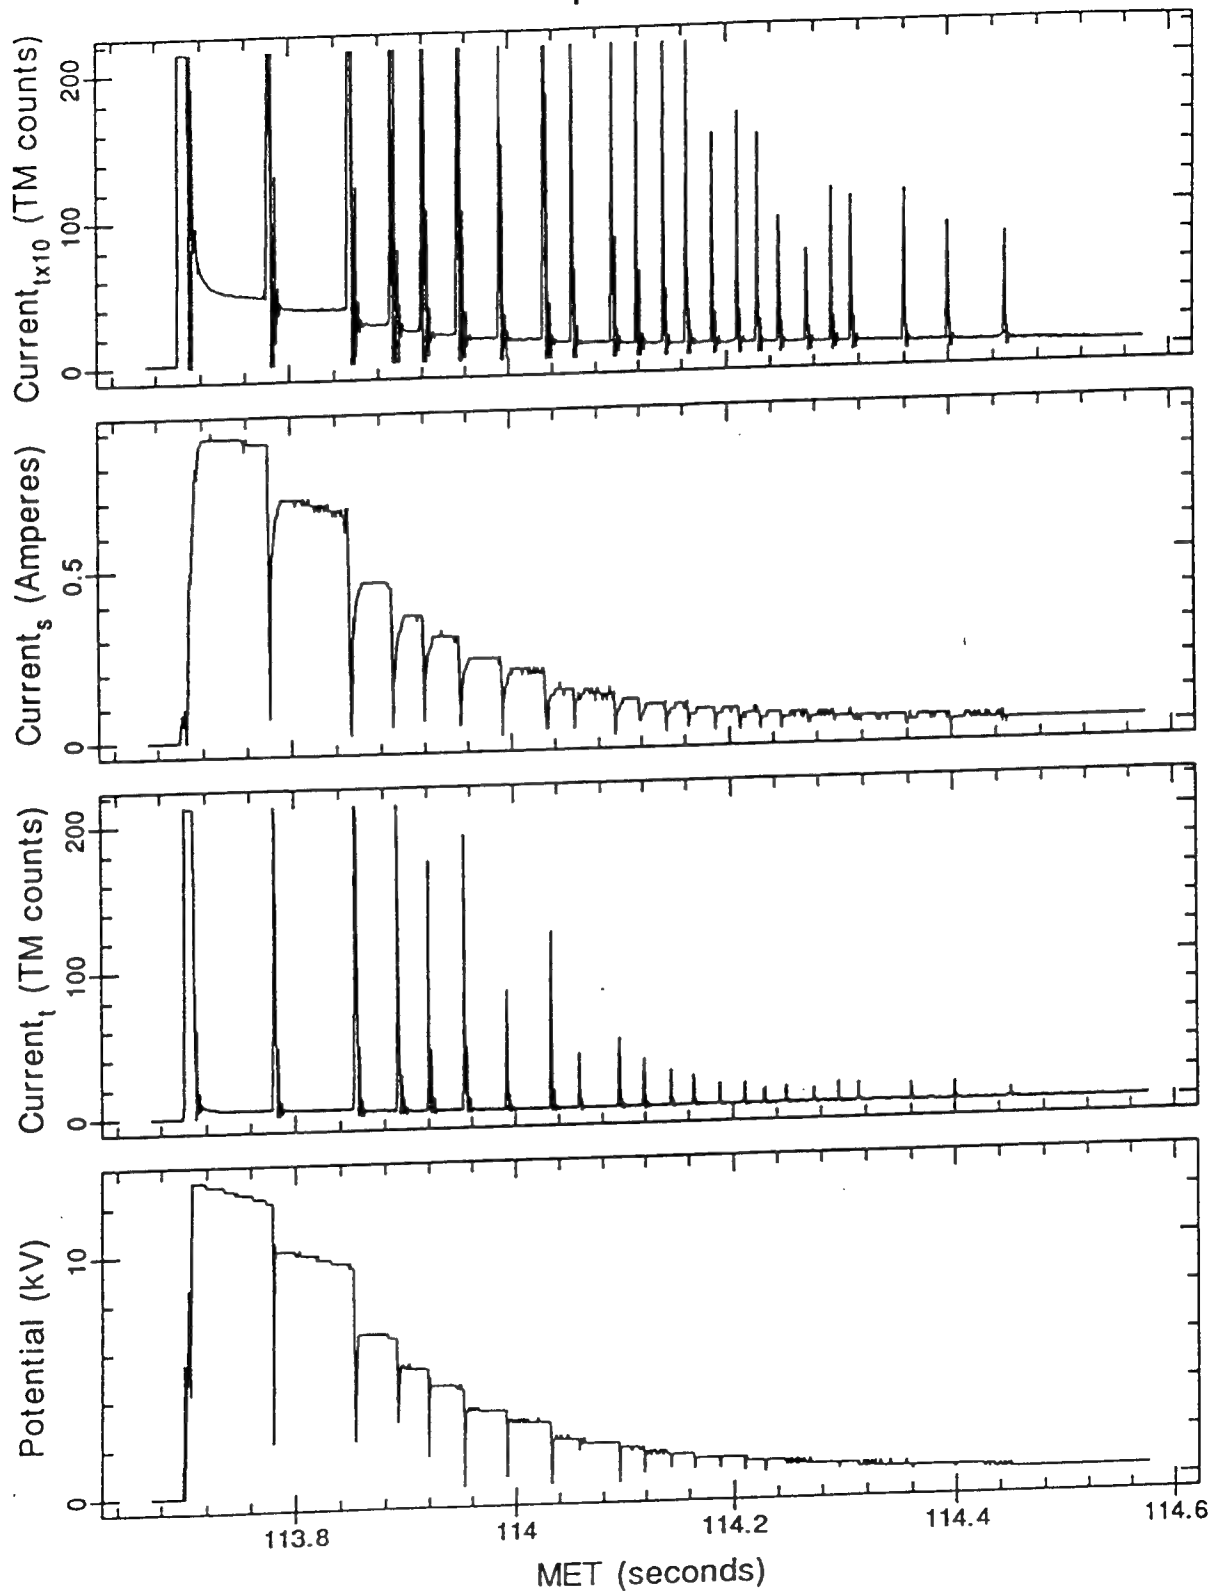 Current_tx10 (TM counts)
200
100
0
Current_s (Amperes)
0.5
0
Current_t (TM counts)
200
100
0
Potential (kV)
10
0
113.8 114 114.2 114.4 114.6
MET (seconds)